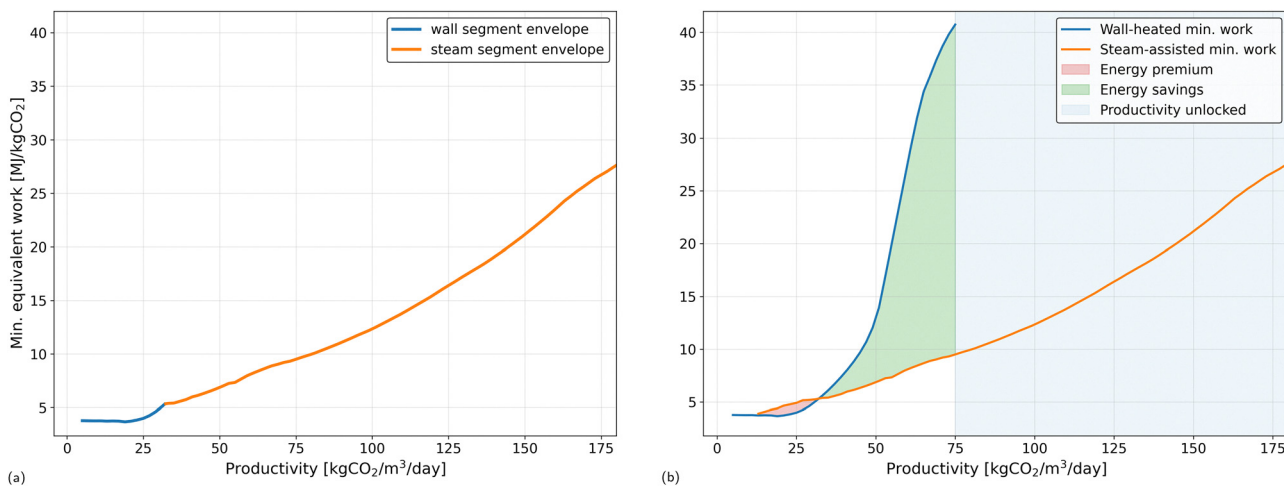 wall segment envelope
steam segment envelope
Min. equivalent work [MJ/kgCO₂]
40
35
30
25
20
15
10
5
0
25
50
75
100
125
150
175
Productivity [kgCO₂/m³/day]
(a)
Wall-heated min. work
Steam-assisted min. work
Energy premium
Energy savings
Productivity unlocked
40
35
30
25
20
15
10
5
0
25
50
75
100
125
150
175
Productivity [kgCO₂/m³/day]
(b)